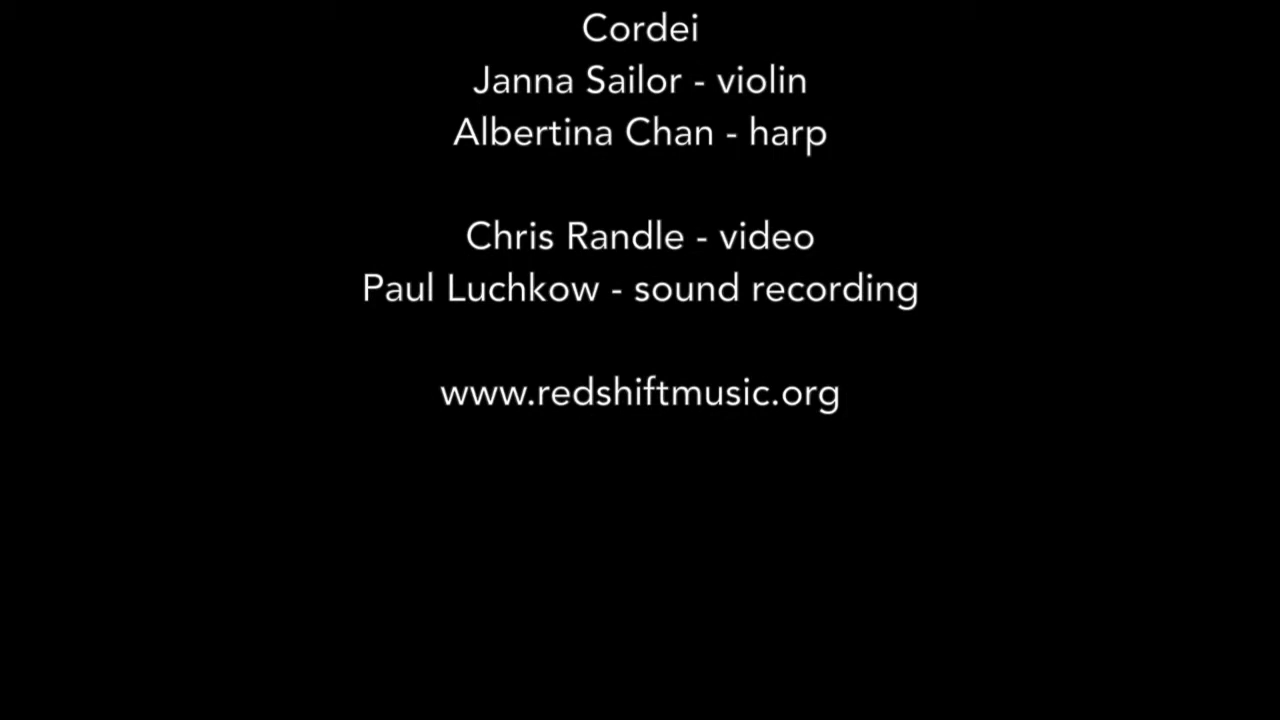 Cordei
Janna Sailor - violin
Albertina Chan - harp
Chris Randle - video
Paul Luchkow - sound recording
www.redshiftmusic.org